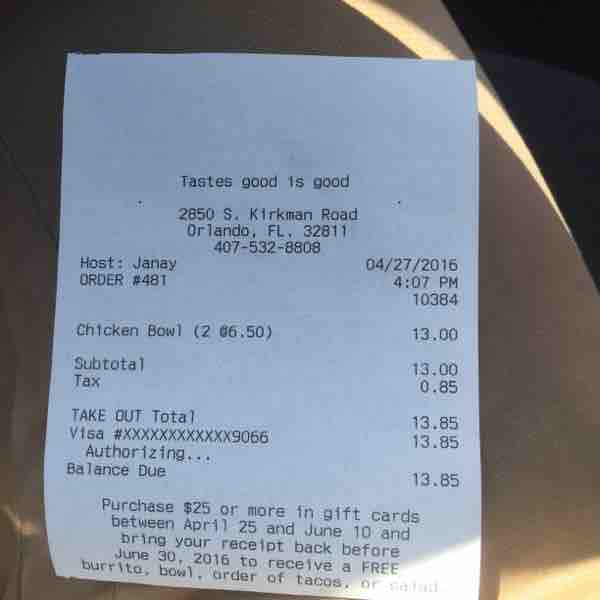 Tastes good is good
2850 S. Kirkman Road
Orlando, FL. 32811
407-532-8808
Host: Janay 04/27/2016
ORDER #481 4:07 PM
10384
Chicken Bowl (2 @6.50) 13.00
Subtotal 13.00
Tax 0.85
TAKE OUT Total 13.85
Visa #XXXXXXXXXXXX9066 13.85
Authorizing...
Balance Due 13.85
Purchase $25 or more in gift cards
between April 25 and June 10 and
bring your receipt back before
June 30, 2016 to receive a FREE
burrito, bowl, order of tacos, or salad